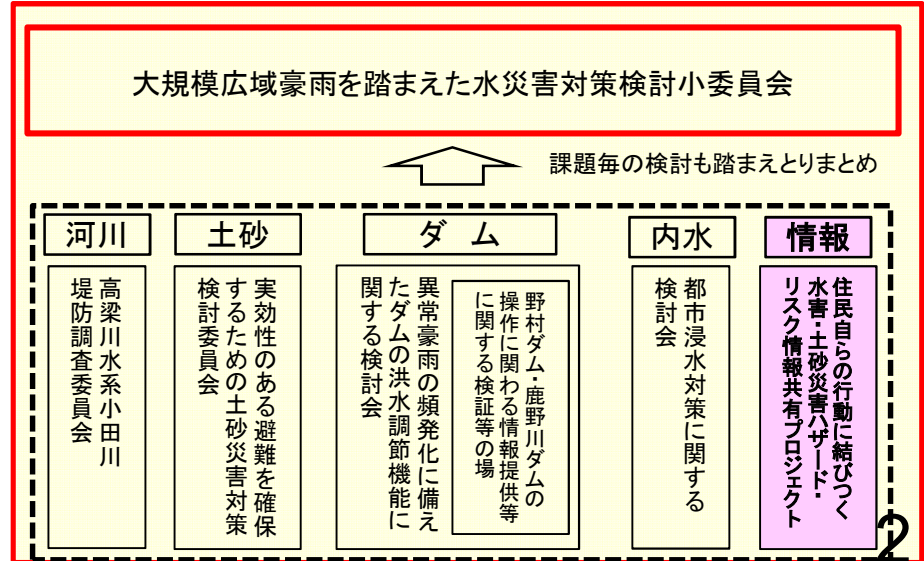 大規模広域豪雨を踏まえた水災害対策検討小委員会
課題毎の検討も踏まえとりまとめ
河川
高梁川水系小田川
堤防調査委員会
土砂
実効性のある避難を確保
するための土砂災害対策
検討委員会
ダ ム
異常豪雨の頻発化に備え
たダムの洪水調節機能に
関する検討会
野村ダム・鹿野川ダムの
操作に関わる情報提供等
に関する検証等の場
内水
都市浸水対策に関する
検討会
情報
住民自らの行動に結びつく
水害・土砂災害ハザード・
リスク情報共有プロジェクト
2